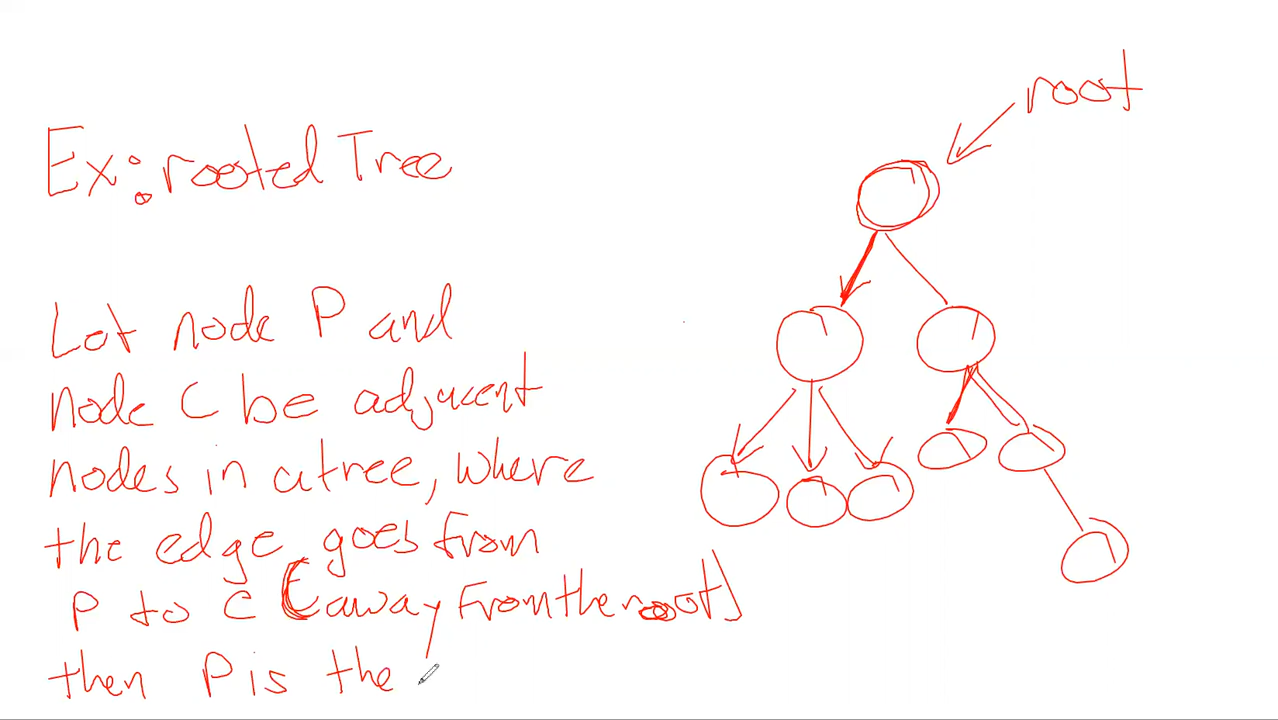 root
Ex: rooted Tree
Let node P and
node C be adjacent
nodes in a tree, where
the edge goes from
P to C (away from the root)
then P is the